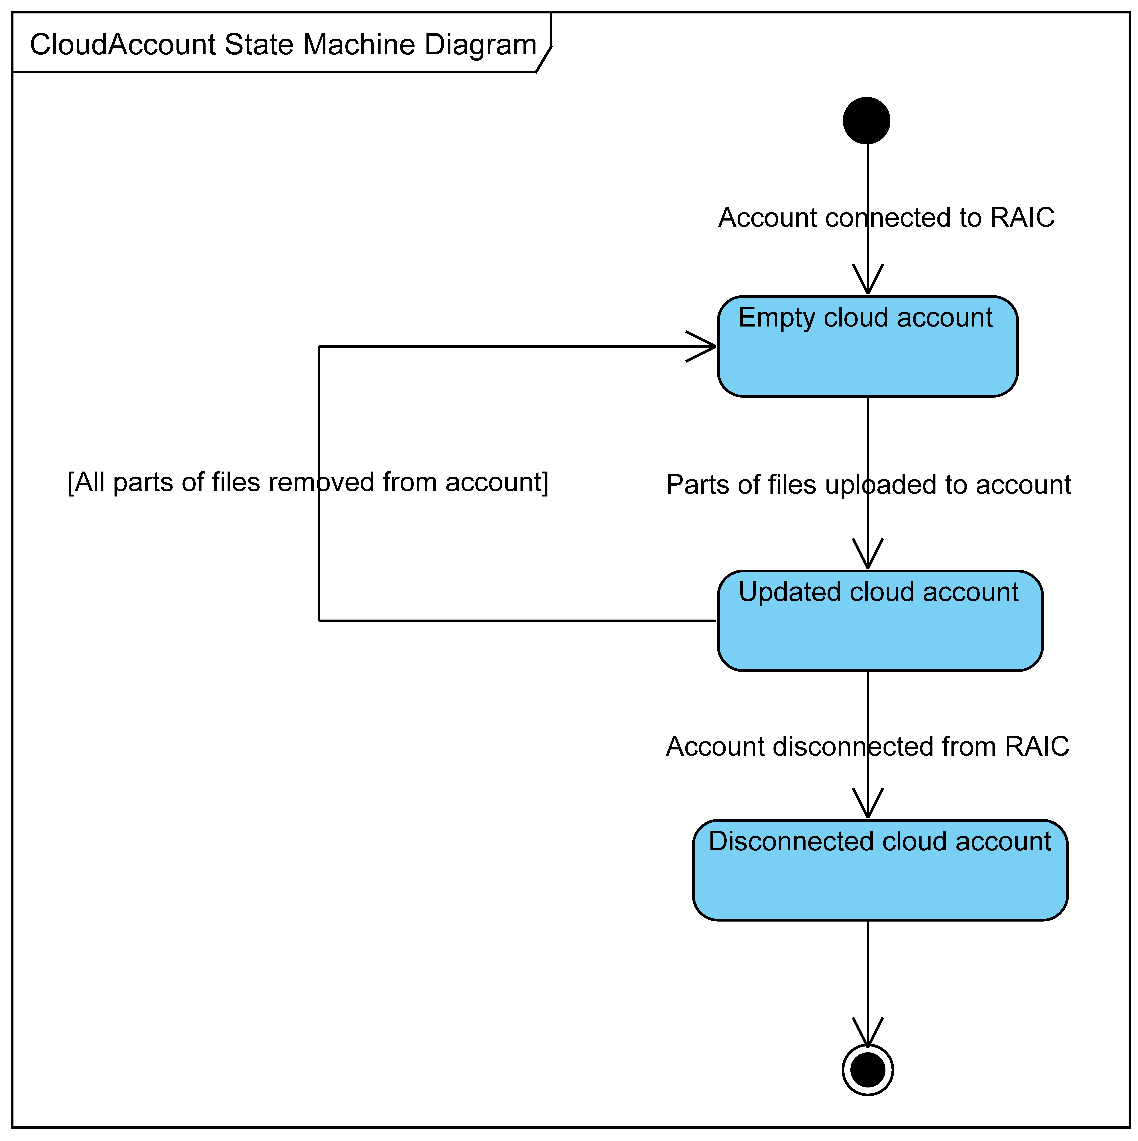 CloudAccount State Machine Diagram
Account connected to RAIC
Empty cloud account
[All parts of files removed from account]
Parts of files uploaded to account
Updated cloud account
Account disconnected from RAIC
Disconnected cloud account